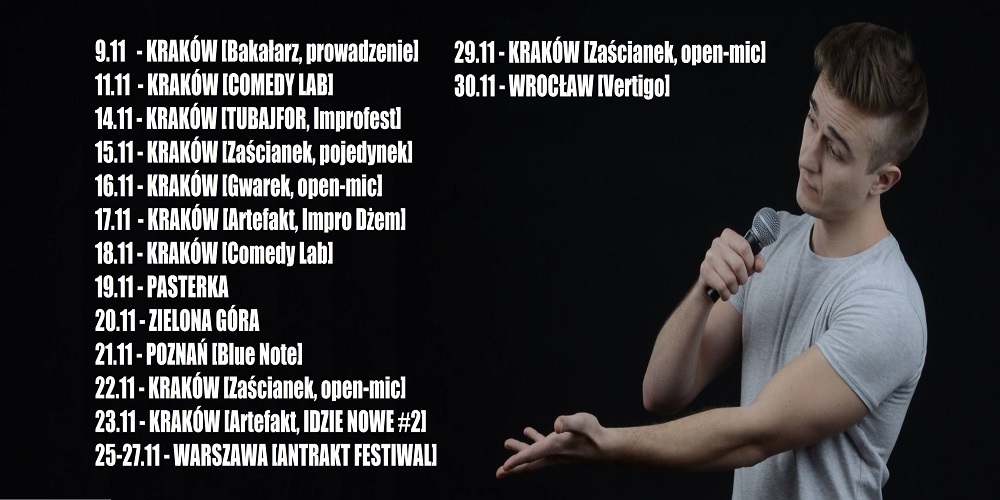 9.11 - KRAKÓW [Bakałarz, prowadzenie]
11.11 - KRAKÓW [COMEDY LAB]
14.11 - KRAKÓW [TUBAJFOR, Improfest]
15.11 - KRAKÓW [Zaścianek, pojedynek]
16.11 - KRAKÓW [Gwarek, open-mic]
17.11 - KRAKÓW [Artefakt, Impro Dżem]
18.11 - KRAKÓW [Comedy Lab]
19.11 - PASTERKA
20.11 - ZIELONA GÓRA
21.11 - POZNAŃ [Blue Note]
22.11 - KRAKÓW [Zaścianek, open-mic]
23.11 - KRAKÓW [Artefakt, IDZIE NOWE #2]
25-27.11 - WARSZAWA [ANTRAKT FESTIWAL]
29.11 - KRAKÓW [Zaścianek, open-mic]
30.11 - WROCŁAW [Vertigo]